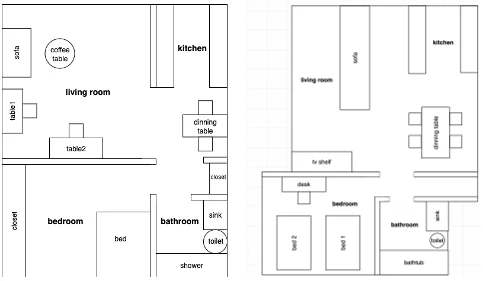 sofa
coffee
table
kitchen
living room
table1
dinning
table
table2
closet
closet
bedroom
bathroom
sink
bed
toilet
shower
kitchen
sofa
living room
dinning table
tv shelf
desk
bedroom
sink
bathroom
bed 2
bed 1
toilet
bathtub